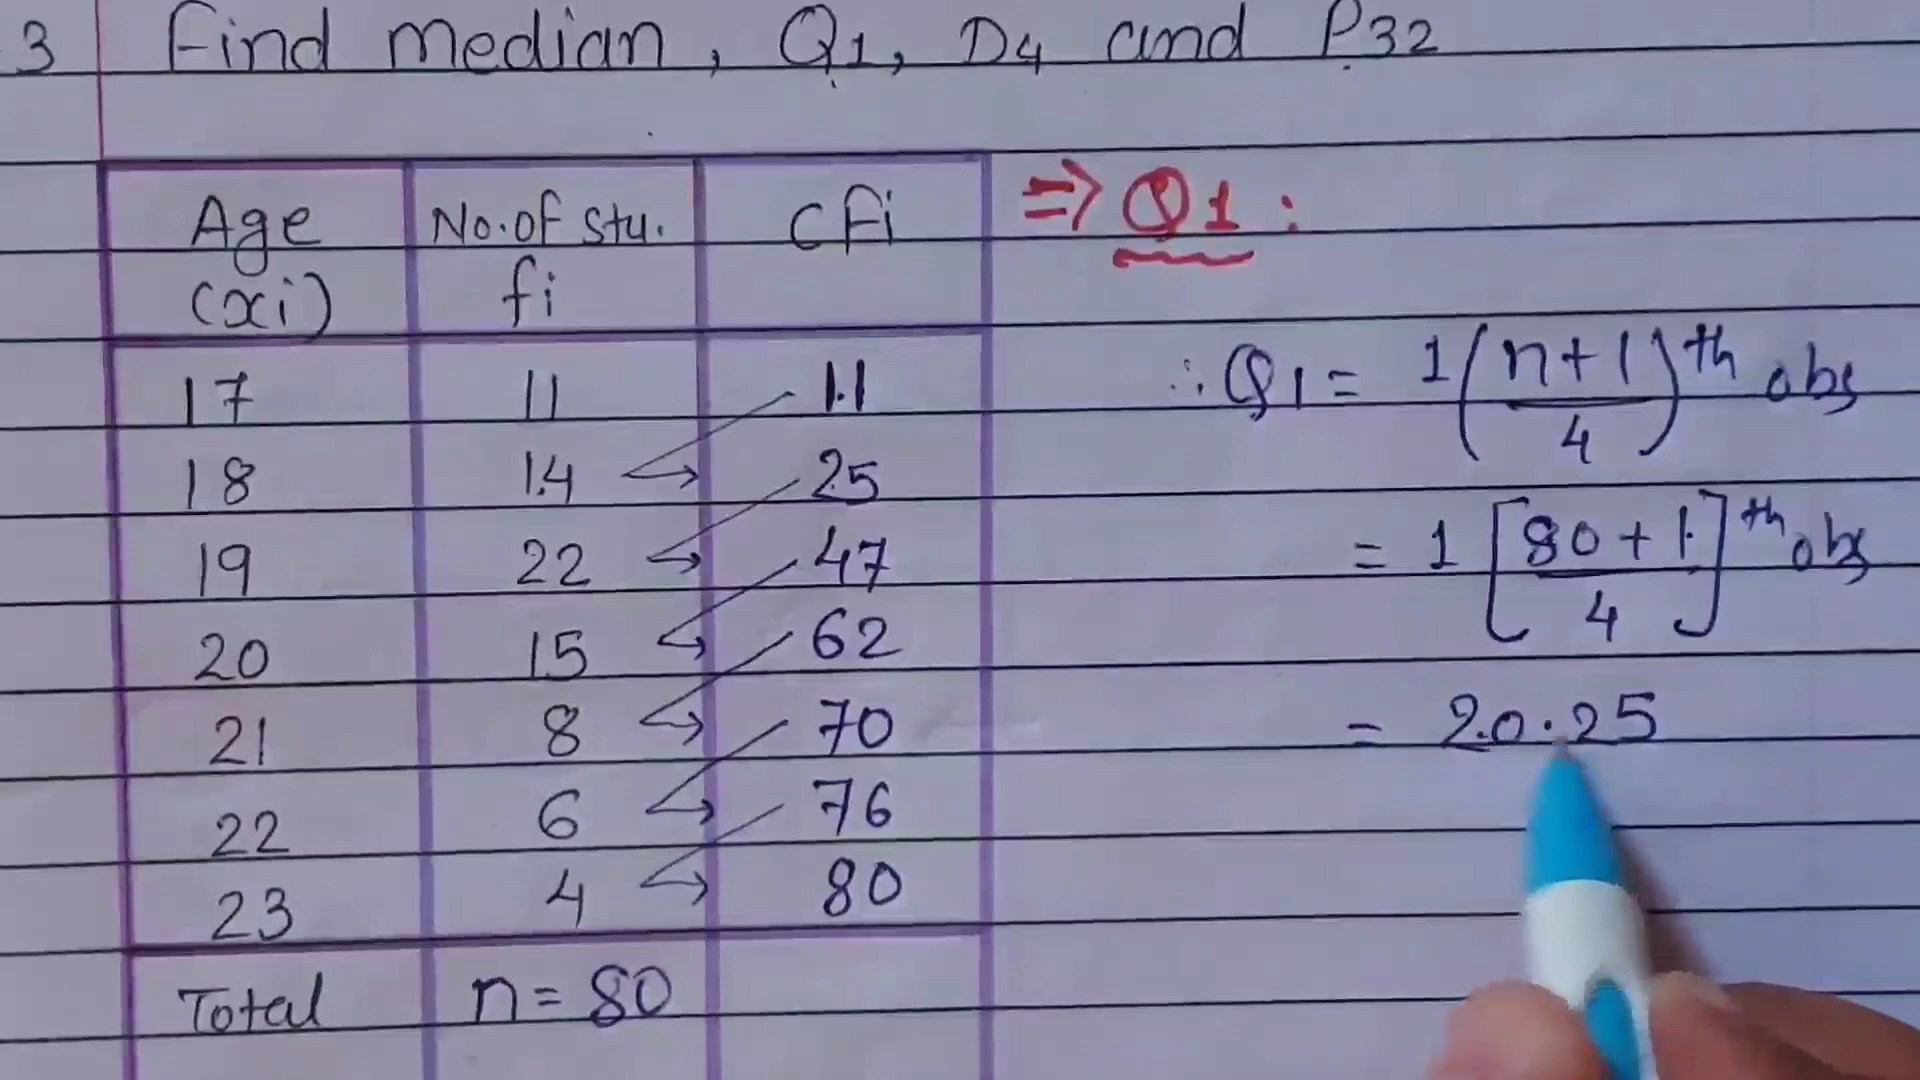 3 Find median, Q1, D4 and P32
Age (xi) No. of stu. fi cfi
17 11 11
18 14 25
19 22 47
20 15 62
21 8 70
22 6 76
23 4 80
Total n = 80
⇒ Q1 :
∴ Q1 = 1((n+1)/4)th obs
= 1[(80+1)/4]th obs
= 20.25